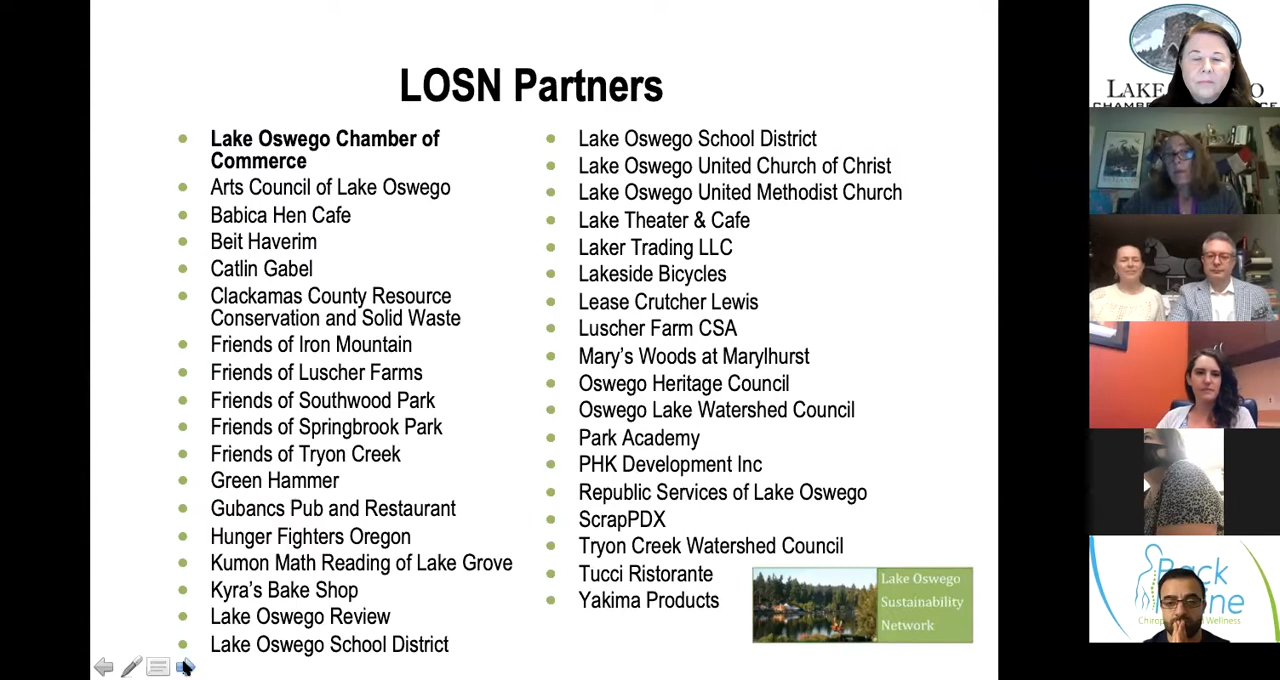 LOSN Partners
Lake Oswego Chamber of
Commerce
Arts Council of Lake Oswego
Babica Hen Cafe
Beit Haverim
Catlin Gabel
Clackamas County Resource
Conservation and Solid Waste
Friends of Iron Mountain
Friends of Luscher Farms
Friends of Southwood Park
Friends of Springbrook Park
Friends of Tryon Creek
Green Hammer
Gubancs Pub and Restaurant
Hunger Fighters Oregon
Kumon Math Reading of Lake Grove
Kyra's Bake Shop
Lake Oswego Review
Lake Oswego School District
Lake Oswego School District
Lake Oswego United Church of Christ
Lake Oswego United Methodist Church
Lake Theater & Cafe
Laker Trading LLC
Lakeside Bicycles
Lease Crutcher Lewis
Luscher Farm CSA
Mary's Woods at Marylhurst
Oswego Heritage Council
Oswego Lake Watershed Council
Park Academy
PHK Development Inc
Republic Services of Lake Oswego
ScrapPDX
Tryon Creek Watershed Council
Tucci Ristorante
Yakima Products
Lake Oswego
Sustainability
Network
LAKE
Back